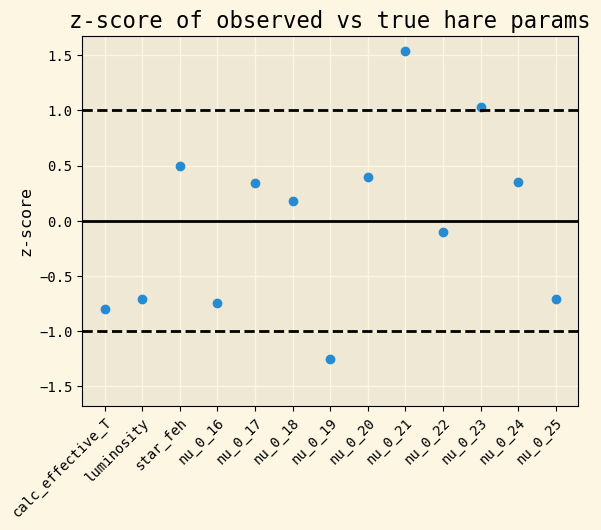 z-score of observed vs true hare params
1.5
1.0
0.5
0.0
−0.5
−1.0
−1.5
z-score
calc_effective_T
luminosity
star_feh
nu_0_16
nu_0_17
nu_0_18
nu_0_19
nu_0_20
nu_0_21
nu_0_22
nu_0_23
nu_0_24
nu_0_25